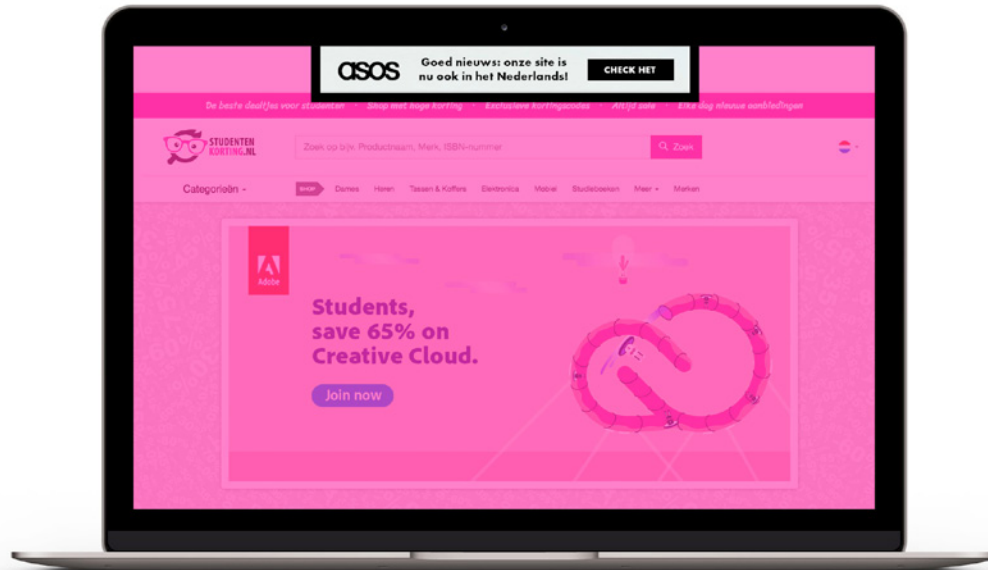 asos
Goed nieuws: onze site is
nu ook in het Nederlands!
CHECK HET
De beste dealtjes voor studenten · Shop met hoge korting · Exclusieve kortingscodes · Altijd sale · Elke dag nieuwe aanbiedingen
STUDENTEN
KORTING.NL
Zoek op bijv. Productnaam, Merk, ISBN-nummer
Zoek
Categorieën
SHOP Dames Heren Tassen & Koffers Elektronica Mobiel Studieboeken Meer Merken
Adobe
Students,
save 65% on
Creative Cloud.
Join now